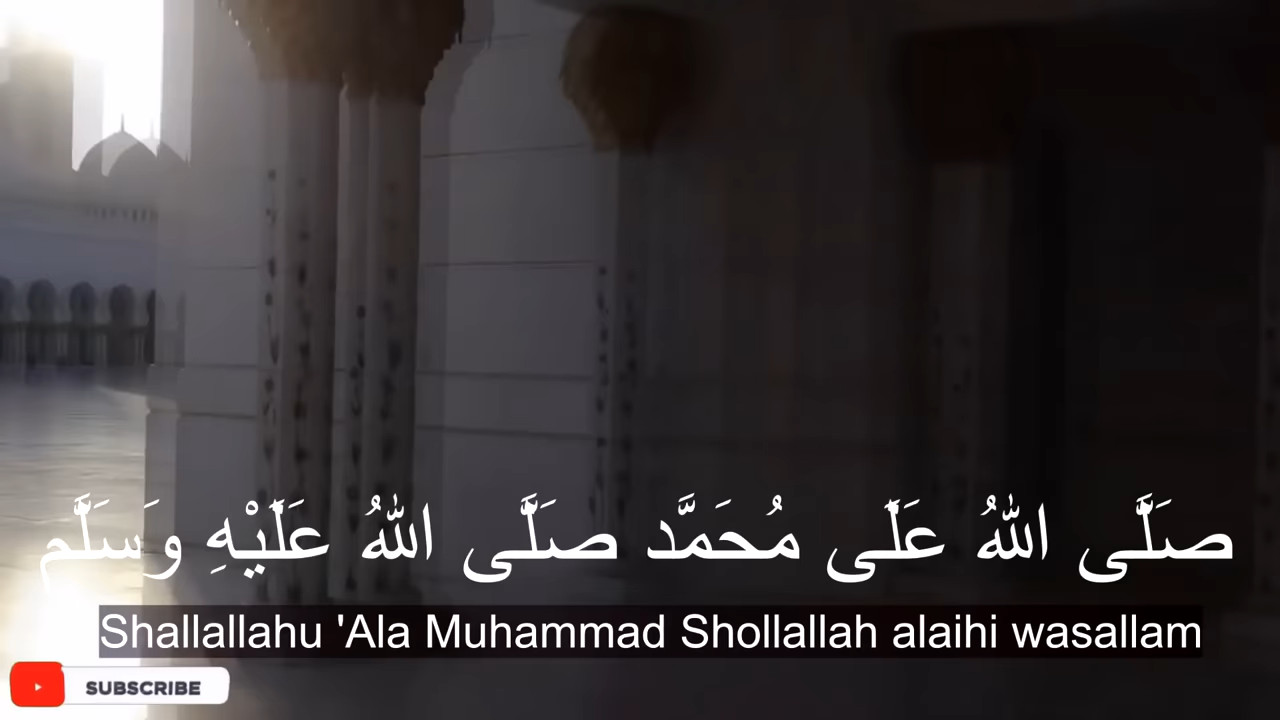 صَلَّى اللهُ عَلَى مُحَمَّد صَلَّى اللهُ عَلَيْهِ وَسَلَّم
Shallallahu 'Ala Muhammad Shollallah alaihi wasallam
SUBSCRIBE